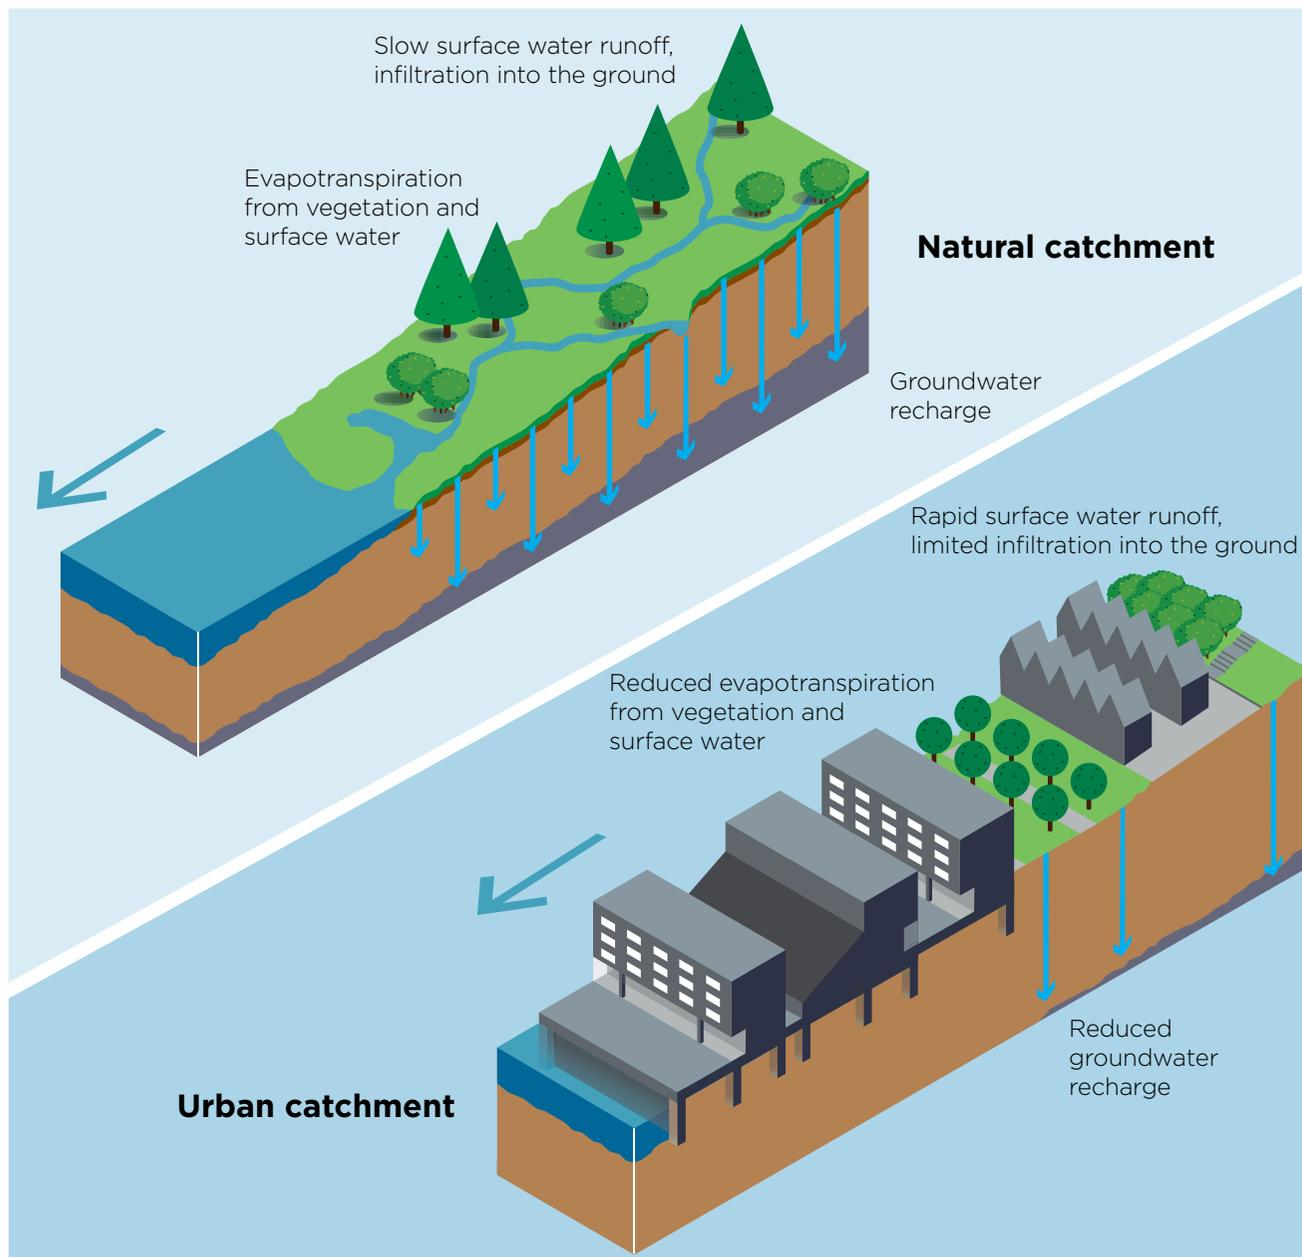 Slow surface water runoff,
infiltration into the ground
Evapotranspiration
from vegetation and
surface water
Natural catchment
Groundwater
recharge
Rapid surface water runoff,
limited infiltration into the ground
Reduced evapotranspiration
from vegetation and
surface water
Reduced
groundwater
recharge
Urban catchment